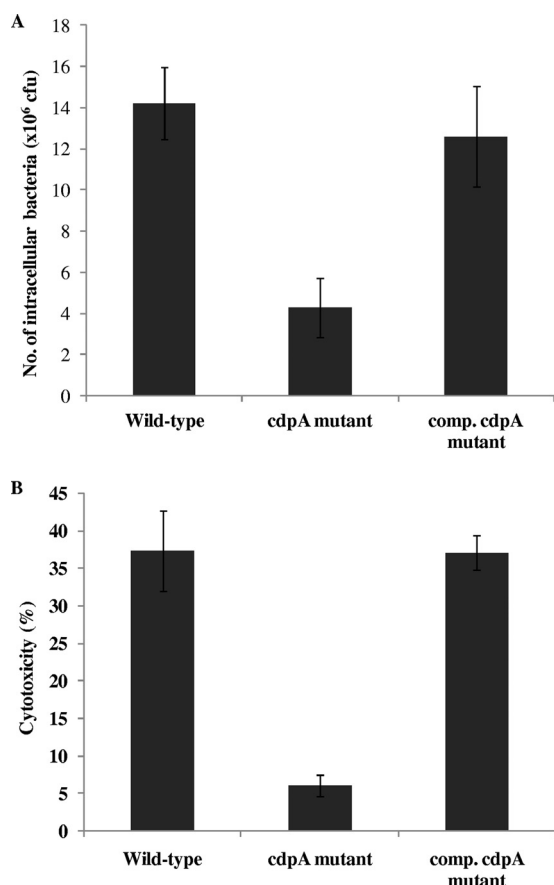 A
No. of intracellular bacteria (x10⁶ cfu)
18
16
14
12
10
8
6
4
2
0
Wild-type
cdpA mutant
comp. cdpA
mutant
B
Cytotoxicity (%)
45
40
35
30
25
20
15
10
5
0
Wild-type
cdpA mutant
comp. cdpA
mutant